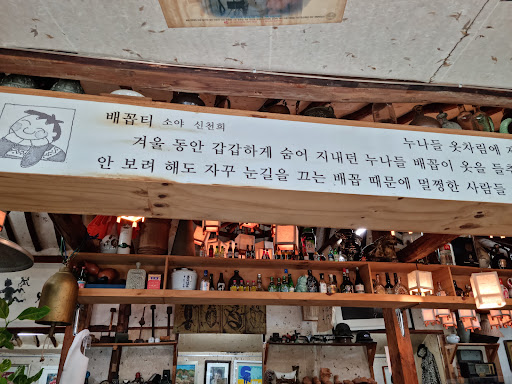 배꼽티 소야 신천희
누나들 옷차림에
겨울 동안 갑갑하게 숨어 지내던 누나들 배꼽이 옷을 들추
안 보려 해도 자꾸 눈길을 끄는 배꼽 때문에 멀쩡한 사람들